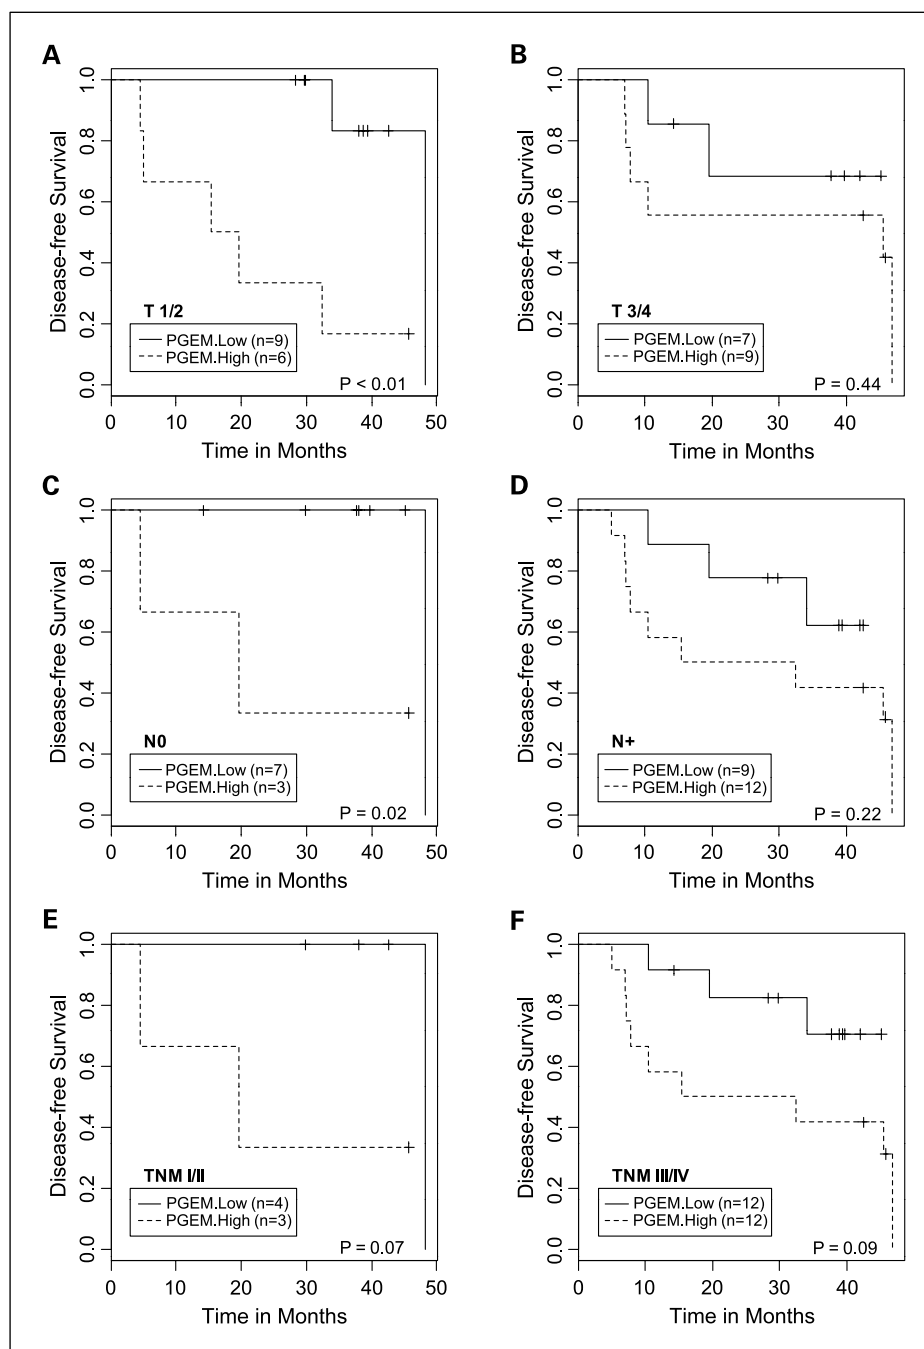 A
Disease-free Survival
1.0
0.8
0.6
0.4
0.2
0.0
T 1/2
PGEM.Low (n=9)
PGEM.High (n=6)
P < 0.01
0 10 20 30 40 50
Time in Months
B
Disease-free Survival
1.0
0.8
0.6
0.4
0.2
0.0
T 3/4
PGEM.Low (n=7)
PGEM.High (n=9)
P = 0.44
0 10 20 30 40
Time in Months
C
Disease-free Survival
1.0
0.8
0.6
0.4
0.2
0.0
N0
PGEM.Low (n=7)
PGEM.High (n=3)
P = 0.02
0 10 20 30 40 50
Time in Months
D
Disease-free Survival
1.0
0.8
0.6
0.4
0.2
0.0
N+
PGEM.Low (n=9)
PGEM.High (n=12)
P = 0.22
0 10 20 30 40
Time in Months
E
Disease-free Survival
1.0
0.8
0.6
0.4
0.2
0.0
TNM I/II
PGEM.Low (n=4)
PGEM.High (n=3)
P = 0.07
0 10 20 30 40 50
Time in Months
F
Disease-free Survival
1.0
0.8
0.6
0.4
0.2
0.0
TNM III/IV
PGEM.Low (n=12)
PGEM.High (n=12)
P = 0.09
0 10 20 30 40
Time in Months